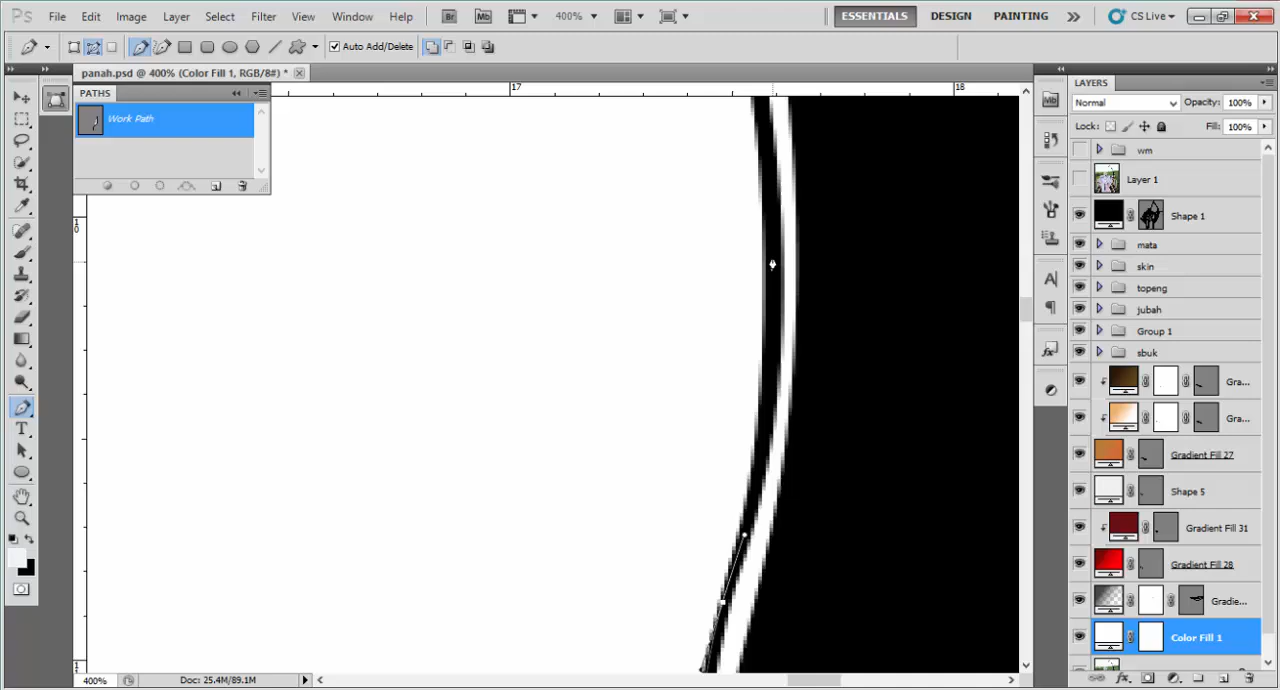 Ps File Edit Image Layer Select Filter View Window Help Br Mb 400% ESSENTIALS DESIGN PAINTING CS Live
Auto Add/Delete
panah.psd @ 400% (Color Fill 1, RGB/8#) *
PATHS
Work Path
17
18
LAYERS
Normal Opacity: 100%
Lock: Fill: 100%
wm
Layer 1
Shape 1
mata
skin
topeng
jubah
Group 1
sbuk
Gra...
Gra...
Gradient Fill 27
Shape 5
Gradient Fill 31
Gradient Fill 28
Gradie...
Color Fill 1
400% Doc: 25.4M/89.1M